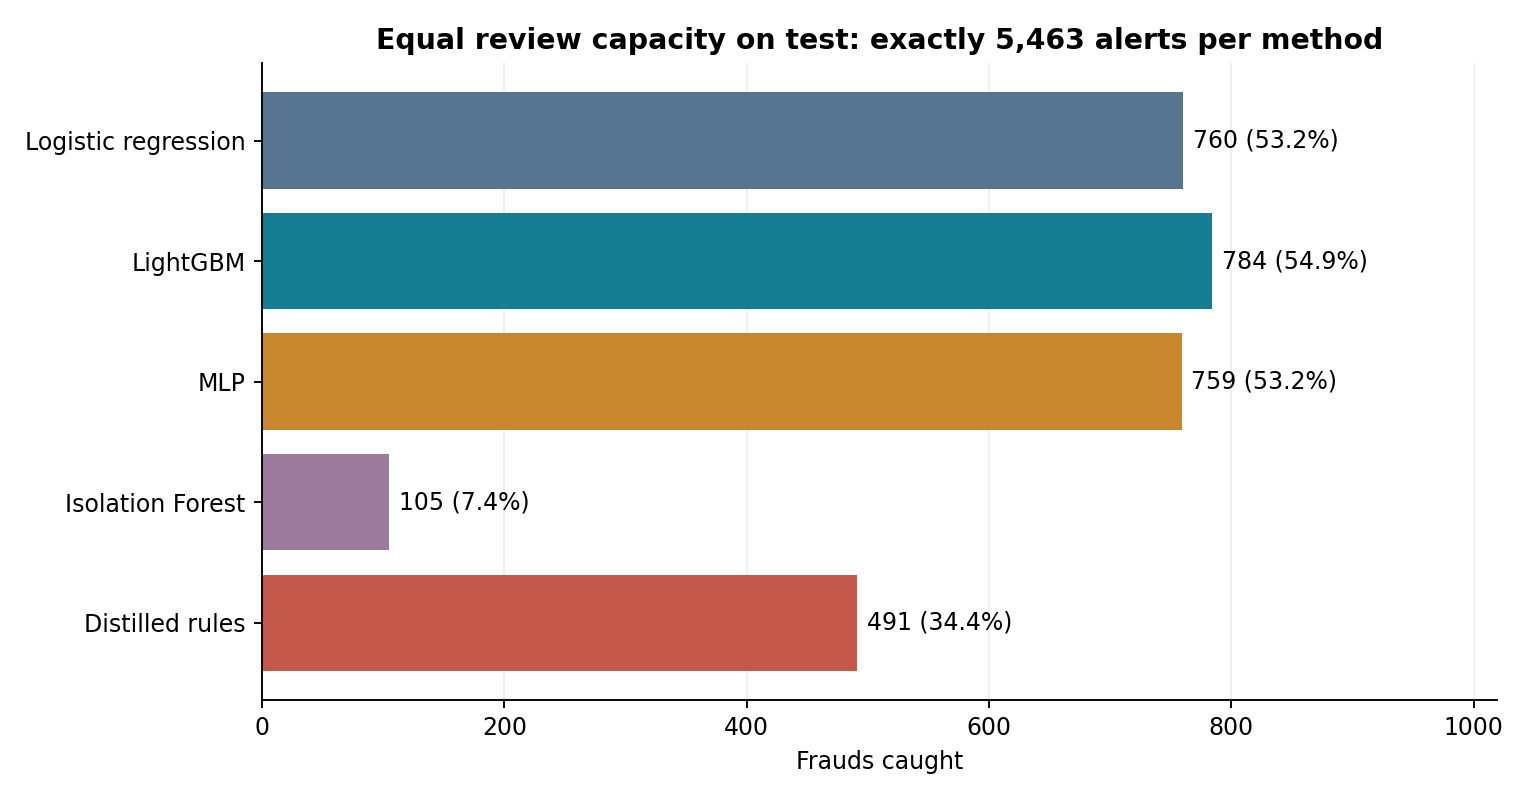 Equal review capacity on test: exactly 5,463 alerts per method
Logistic regression
760 (53.2%)
LightGBM
784 (54.9%)
MLP
759 (53.2%)
Isolation Forest
105 (7.4%)
Distilled rules
491 (34.4%)
0 200 400 600 800 1000
Frauds caught